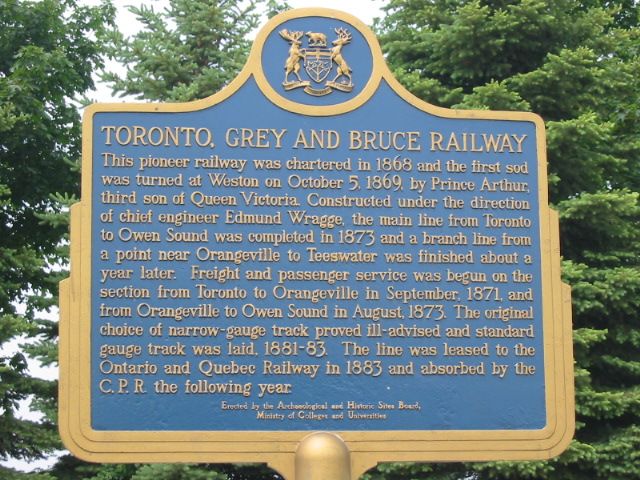 TORONTO, GREY AND BRUCE RAILWAY
This pioneer railway was chartered in 1868 and the first sod
was turned at Weston on October 5, 1869, by Prince Arthur,
third son of Queen Victoria. Constructed under the direction
of chief engineer Edmund Wragge, the main line from Toronto
to Owen Sound was completed in 1873 and a branch line from
a point near Orangeville to Teeswater was finished about a
year later. Freight and passenger service was begun on the
section from Toronto to Orangeville in September, 1871, and
from Orangeville to Owen Sound in August, 1873. The original
choice of narrow-gauge track proved ill-advised and standard
gauge track was laid, 1881-83. The line was leased to the
Ontario and Quebec Railway in 1883 and absorbed by the
C.P.R. the following year.
Erected by the Archaeological and Historic Sites Board,
Ministry of Colleges and Universities